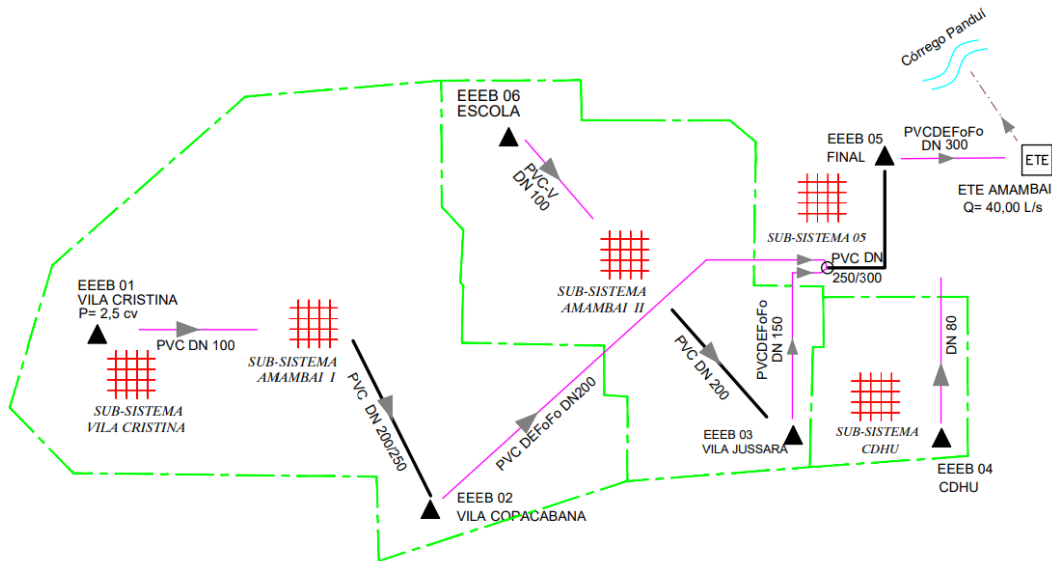 Córrego Panduí
EEEB 06
ESCOLA
PVC-V
DN 100
EEEB 05
FINAL
PVCDEFoFo
DN 300
ETE
ETE AMAMBAI
Q= 40,00 L/s
SUB-SISTEMA 05
PVC DN
250/300
SUB-SISTEMA
AMAMBAI II
EEEB 01
VILA CRISTINA
P= 2,5 cv
PVC DN 100
SUB-SISTEMA
AMAMBAI I
SUB-SISTEMA
VILA CRISTINA
PVC DN 200/250
PVC DEFoFo DN200
PVC DN 200
PVCDEFoFo
DN 150
DN 80
EEEB 03
VILA JUSSARA
SUB-SISTEMA
CDHU
EEEB 04
CDHU
EEEB 02
VILA COPACABANA